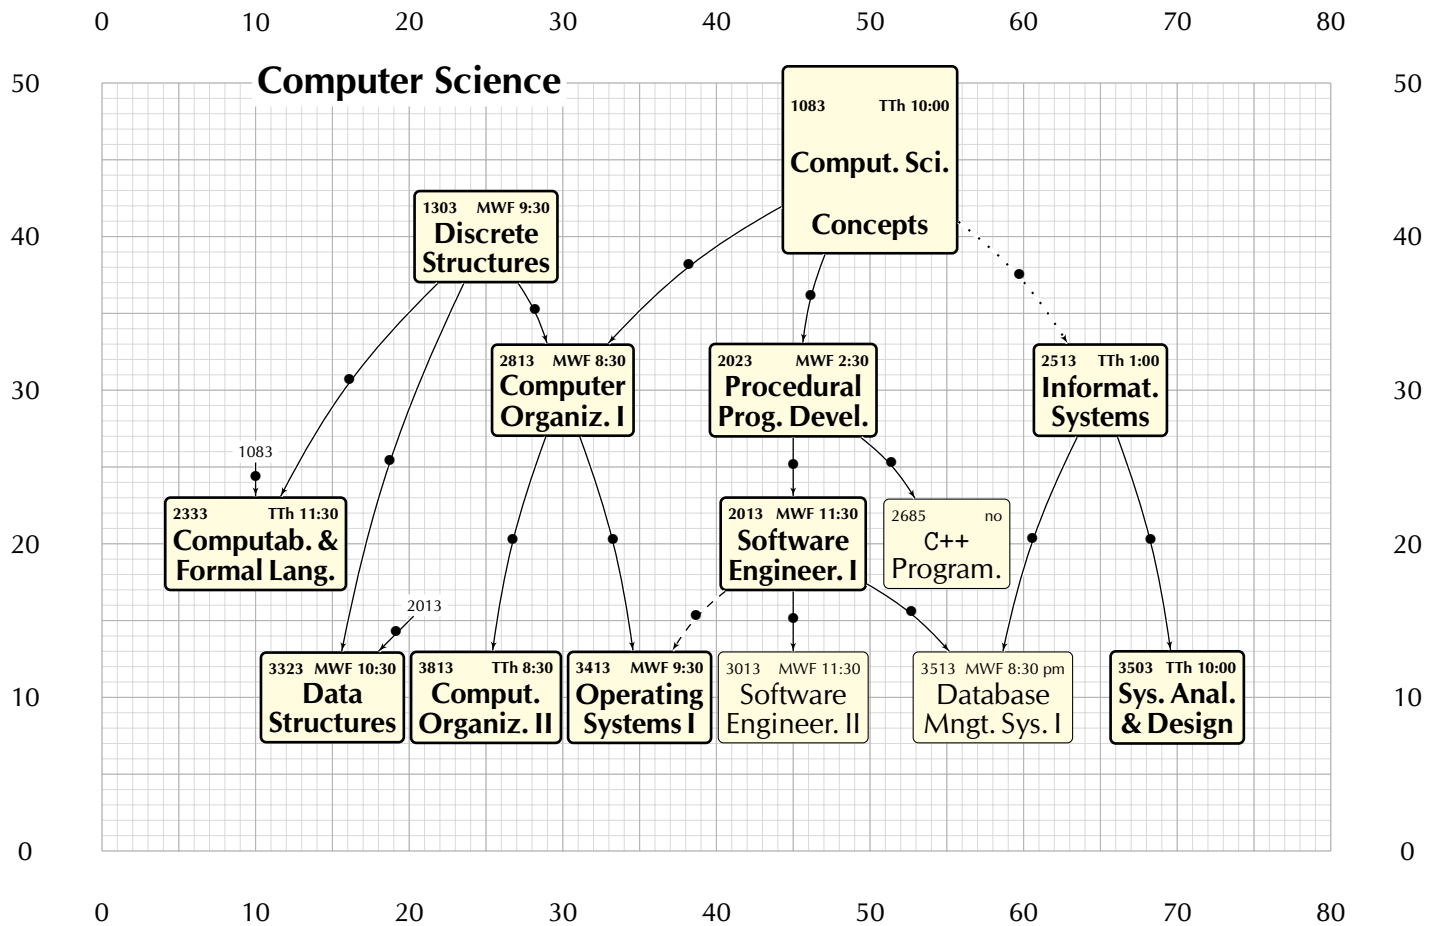 0 10 20 30 40 50 60 70 80
50 Computer Science 50
1083 TTh 10:00
Comput. Sci.
Concepts
1303 MWF 9:30
Discrete
Structures
40 40
2813 MWF 8:30
Computer
Organiz. I
2023 MWF 2:30
Procedural
Prog. Devel.
2513 TTh 1:00
Informat.
Systems
30 30
1083
2333 TTh 11:30
Computab. &
Formal Lang.
2013 MWF 11:30
Software
Engineer. I
2685 no
C++
Program.
20 20
2013
3323 MWF 10:30
Data
Structures
3813 TTh 8:30
Comput.
Organiz. II
3413 MWF 9:30
Operating
Systems I
3013 MWF 11:30
Software
Engineer. II
3513 MWF 8:30 pm
Database
Mngt. Sys. I
3503 TTh 10:00
Sys. Anal.
& Design
10 10
0 0
0 10 20 30 40 50 60 70 80